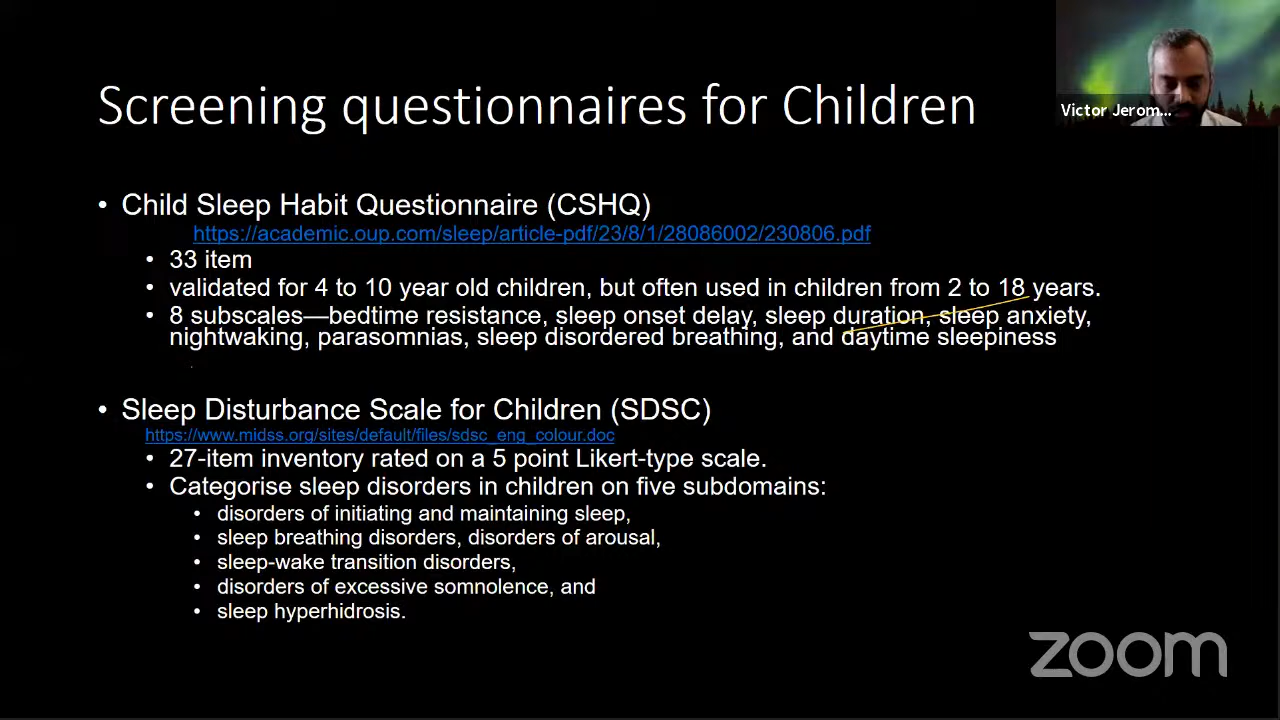 Victor Jerom...
Screening questionnaires for Children
• Child Sleep Habit Questionnaire (CSHQ)
https://academic.oup.com/sleep/article-pdf/23/8/1/28086002/230806.pdf
• 33 item
• validated for 4 to 10 year old children, but often used in children from 2 to 18 years.
• 8 subscales—bedtime resistance, sleep onset delay, sleep duration, sleep anxiety,
nightwaking, parasomnias, sleep disordered breathing, and daytime sleepiness
• Sleep Disturbance Scale for Children (SDSC)
https://www.midss.org/sites/default/files/sdsc_eng_colour.doc
• 27-item inventory rated on a 5 point Likert-type scale.
• Categorise sleep disorders in children on five subdomains:
• disorders of initiating and maintaining sleep,
• sleep breathing disorders, disorders of arousal,
• sleep-wake transition disorders,
• disorders of excessive somnolence, and
• sleep hyperhidrosis.
zoom